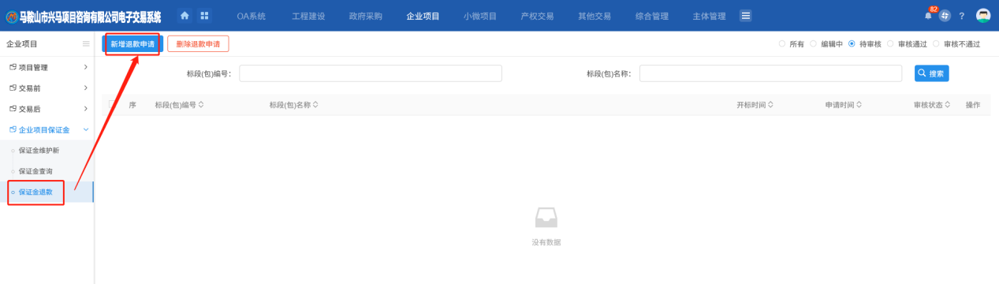 马鞍山市兴马项目咨询有限公司电子交易系统 OA系统 工程建设 政府采购 企业项目 小微项目 产权交易 其他交易 综合管理 主体管理 82 ?
企业项目 新增退款申请 删除退款申请 所有 编辑中 待审核 审核通过 审核不通过
项目管理
标段(包)编号: 标段(包)名称: 搜索
交易前
交易后 序 标段(包)编号 标段(包)名称 开标时间 申请时间 审核状态 操作
企业项目保证金
保证金维护新
保证金查询
保证金退款
没有数据